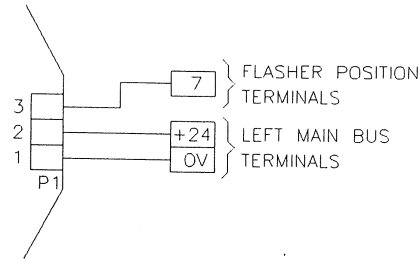 7
FLASHER POSITION
TERMINALS
3
2
1
P1
+24
0V
LEFT MAIN BUS
TERMINALS